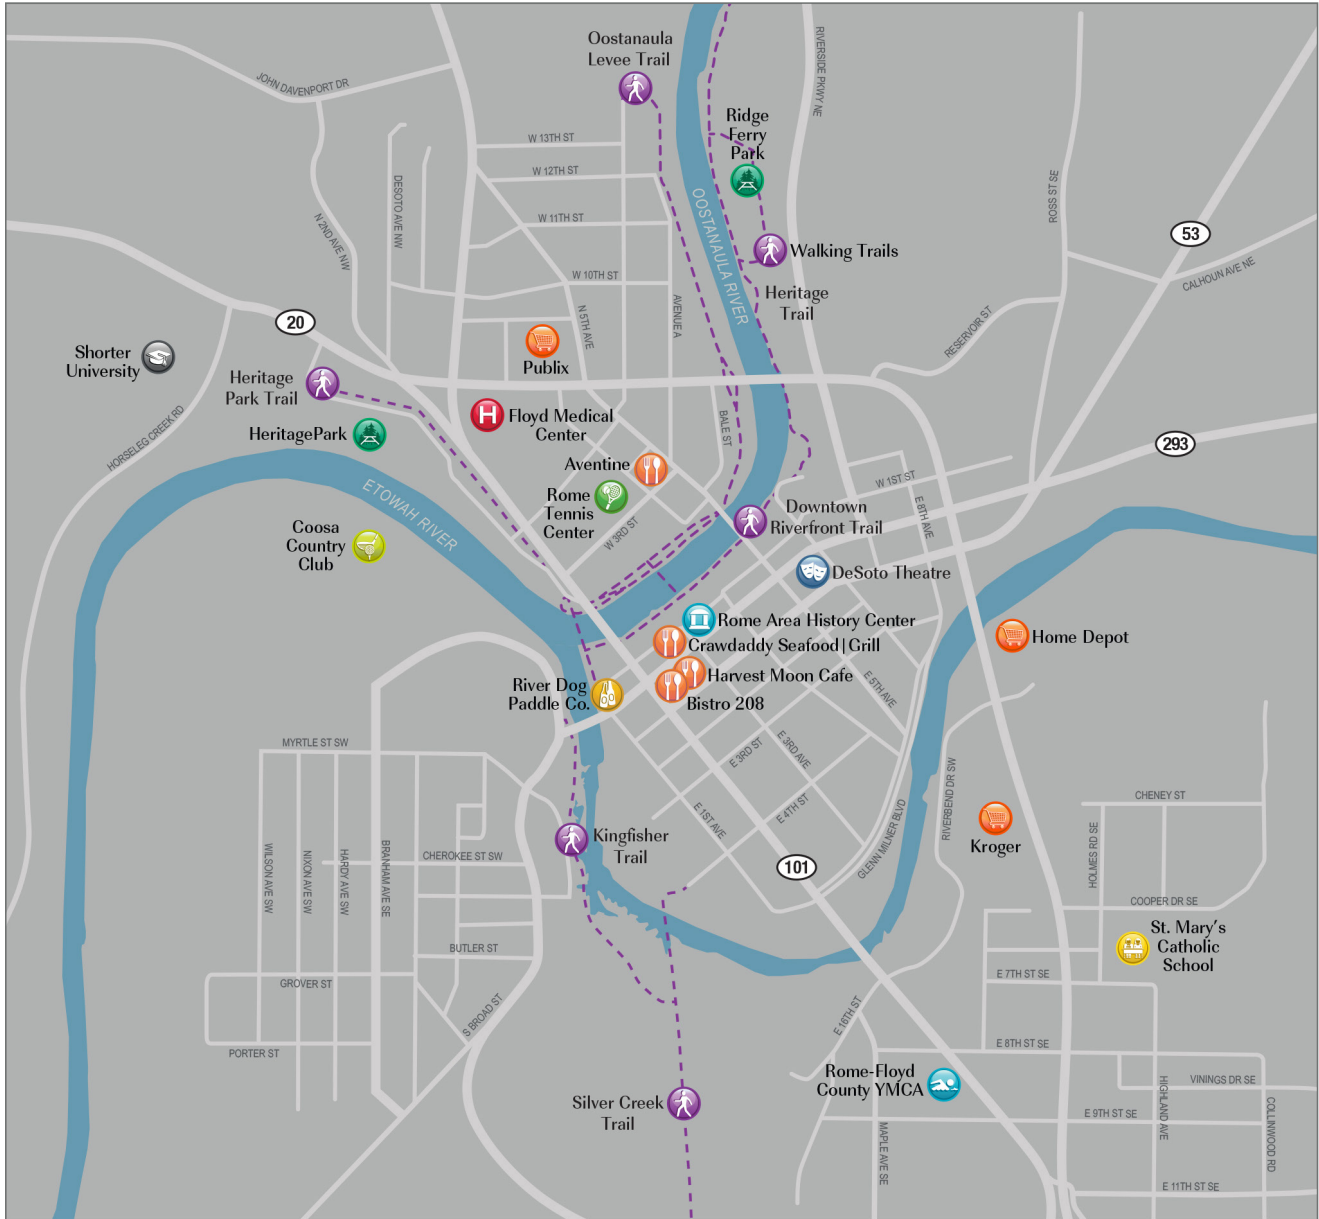 Oostanaula
Levee Trail
RIVERSIDE PKWY NE
JOHN DAVENPORT DR
Ridge
Ferry
Park
W 13TH ST
W 12TH ST
DESOTO AVE NW
ROSS ST SE
OOSTANAULA RIVER
W 11TH ST
N 2ND AVE NW
53
Walking Trails
W 10TH ST
CALHOUN AVE NE
Heritage
Trail
AVENUE A
N 5TH AVE
20
RESERVOIR ST
Shorter
University
Publix
Heritage
Park Trail
HORSELEG CREEK RD
Floyd Medical
Center
BALE ST
HeritagePark
293
Aventine
W 1ST ST
Rome
Tennis
Center
ETOWAH RIVER
E 8TH AVE
Downtown
Riverfront Trail
W 3RD ST
Coosa
Country
Club
DeSoto Theatre
Rome Area History Center
Home Depot
Crawdaddy Seafood|Grill
Harvest Moon Cafe
E 5TH AVE
River Dog
Paddle Co.
Bistro 208
MYRTLE ST SW
E 3RD ST
E 3RD AVE
RIVERBEND DR SW
CHENEY ST
E 1ST AVE
E 4TH ST
GLENN MILNER BLVD
Kingfisher
Trail
Kroger
HOLMES RD SE
WILSON AVE SW
NIXON AVE SW
HARDY AVE SW
BRANHAM AVE SE
CHEROKEE ST SW
101
COOPER DR SE
St. Mary's
Catholic
School
BUTLER ST
E 7TH ST SE
GROVER ST
S BROAD ST
E 16TH ST
PORTER ST
E 8TH ST SE
Rome-Floyd
County YMCA
VININGS DR SE
Silver Creek
Trail
HIGHLAND AVE
E 9TH ST SE
COLLINWOOD RD
MAPLE AVE SE
E 11TH ST SE
H